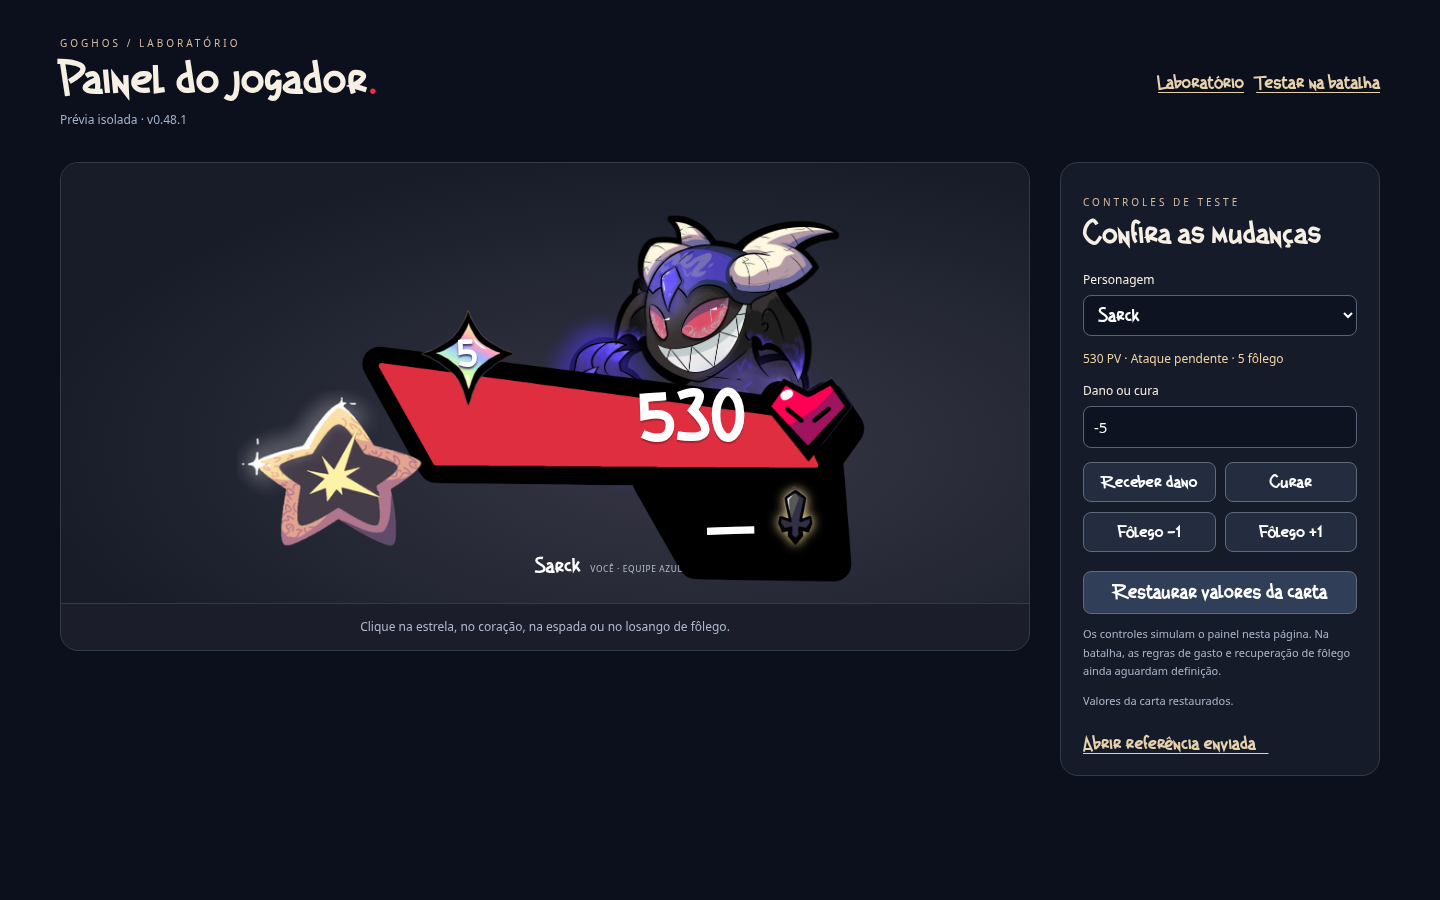 GOGHOS / LABORATÓRIO
Painel do jogador.
Prévia isolada · v0.48.1
Laboratório Testar na batalha
5
530
—
Sarck VOCÊ · EQUIPE AZUL
Clique na estrela, no coração, na espada ou no losango de fôlego.
CONTROLES DE TESTE
Confira as mudanças
Personagem
Sarck
530 PV · Ataque pendente · 5 fôlego
Dano ou cura
-5
Receber dano Curar
Fôlego −1 Fôlego +1
Restaurar valores da carta
Os controles simulam o painel nesta página. Na
batalha, as regras de gasto e recuperação de fôlego
ainda aguardam definição.
Valores da carta restaurados.
Abrir referência enviada